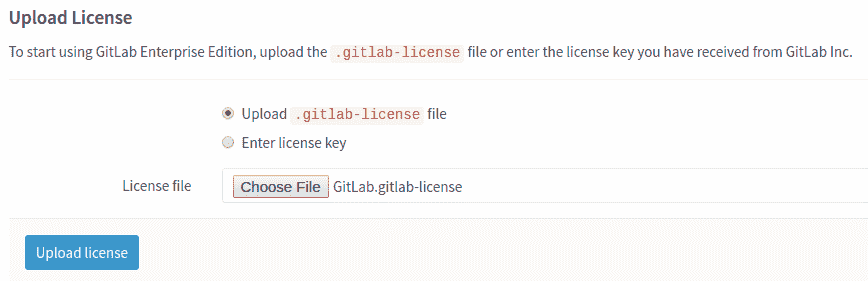 Upload License
To start using GitLab Enterprise Edition, upload the .gitlab-license file or enter the license key you have received from GitLab Inc.
Upload .gitlab-license file
Enter license key
License file Choose File GitLab.gitlab-license
Upload license